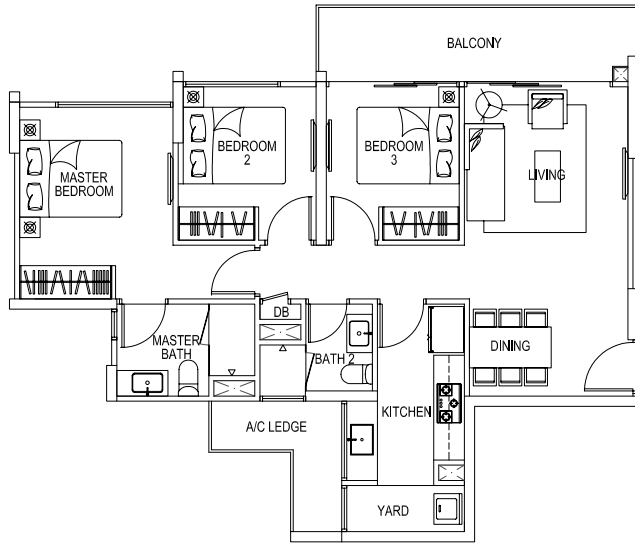 BALCONY
BEDROOM
2
BEDROOM
3
MASTER
BEDROOM
LIVING
DB
MASTER
BATH
BATH 2
DINING
KITCHEN
A/C LEDGE
YARD